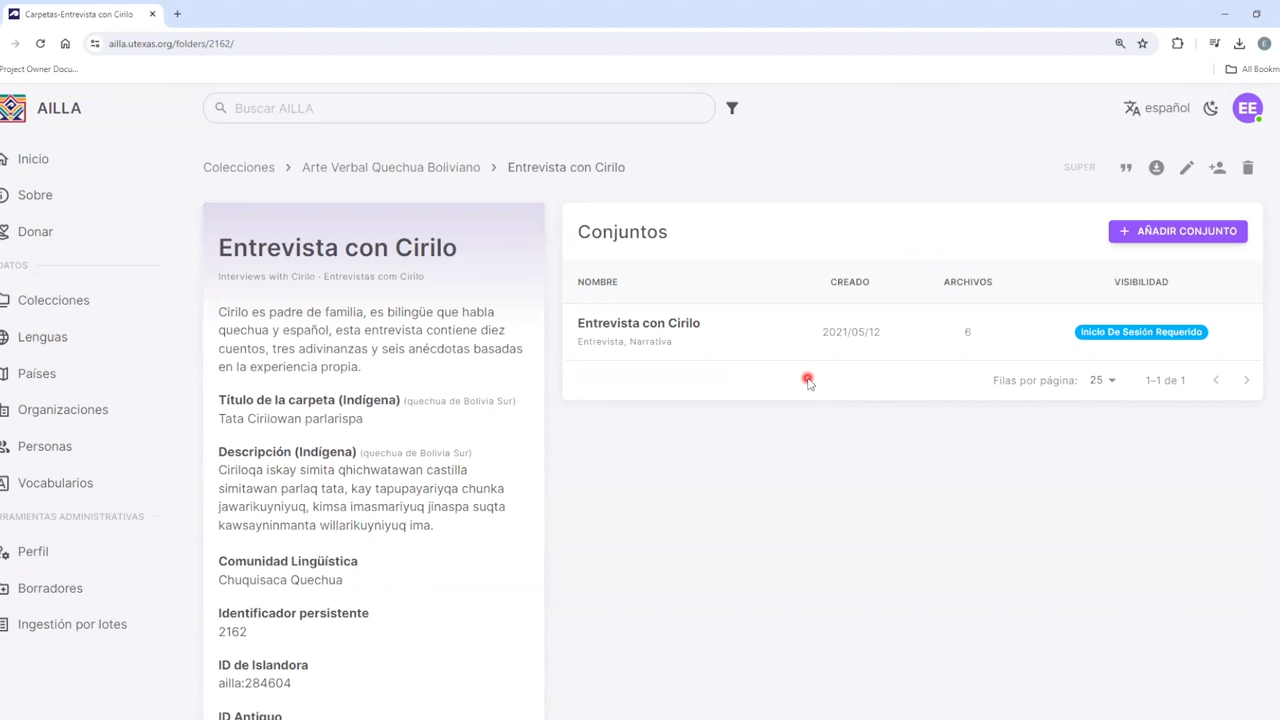 Carpetas-Entrevista con Cirilo
ailla.utexas.org/folders/2162/
Project Owner Docu...
All Bookm
AILLA
Buscar AILLA
español
EE
Inicio
Sobre
Donar
DATOS
Colecciones
Lenguas
Países
Organizaciones
Personas
Vocabularios
RRAMIENTAS ADMINISTRATIVAS
Perfil
Borradores
Ingestión por lotes
Colecciones > Arte Verbal Quechua Boliviano > Entrevista con Cirilo
SUPER
Entrevista con Cirilo
Interviews with Cirilo · Entrevistas com Cirilo
Cirilo es padre de familia, es bilingüe que habla
quechua y español, esta entrevista contiene diez
cuentos, tres adivinanzas y seis anécdotas basadas
en la experiencia propia.
Título de la carpeta (Indígena) (quechua de Bolivia Sur)
Tata Cirilowan parlarispa
Descripción (Indígena) (quechua de Bolivia Sur)
Ciriloqa iskay simita qhichwatawan castilla
simitawan parlaq tata, kay tapupayariyqa chunka
jawarikuyniyuq, kimsa imasmariyuq jinaspa suqta
kawsayninmanta willarikuyniyuq ima.
Comunidad Lingüística
Chuquisaca Quechua
Identificador persistente
2162
ID de Islandora
ailla:284604
ID Antiguo
Conjuntos
+ AÑADIR CONJUNTO
NOMBRE CREADO ARCHIVOS VISIBILIDAD
Entrevista con Cirilo 2021/05/12 6 Inicio De Sesión Requerido
Entrevista, Narrativa
Filas por página: 25 1–1 de 1